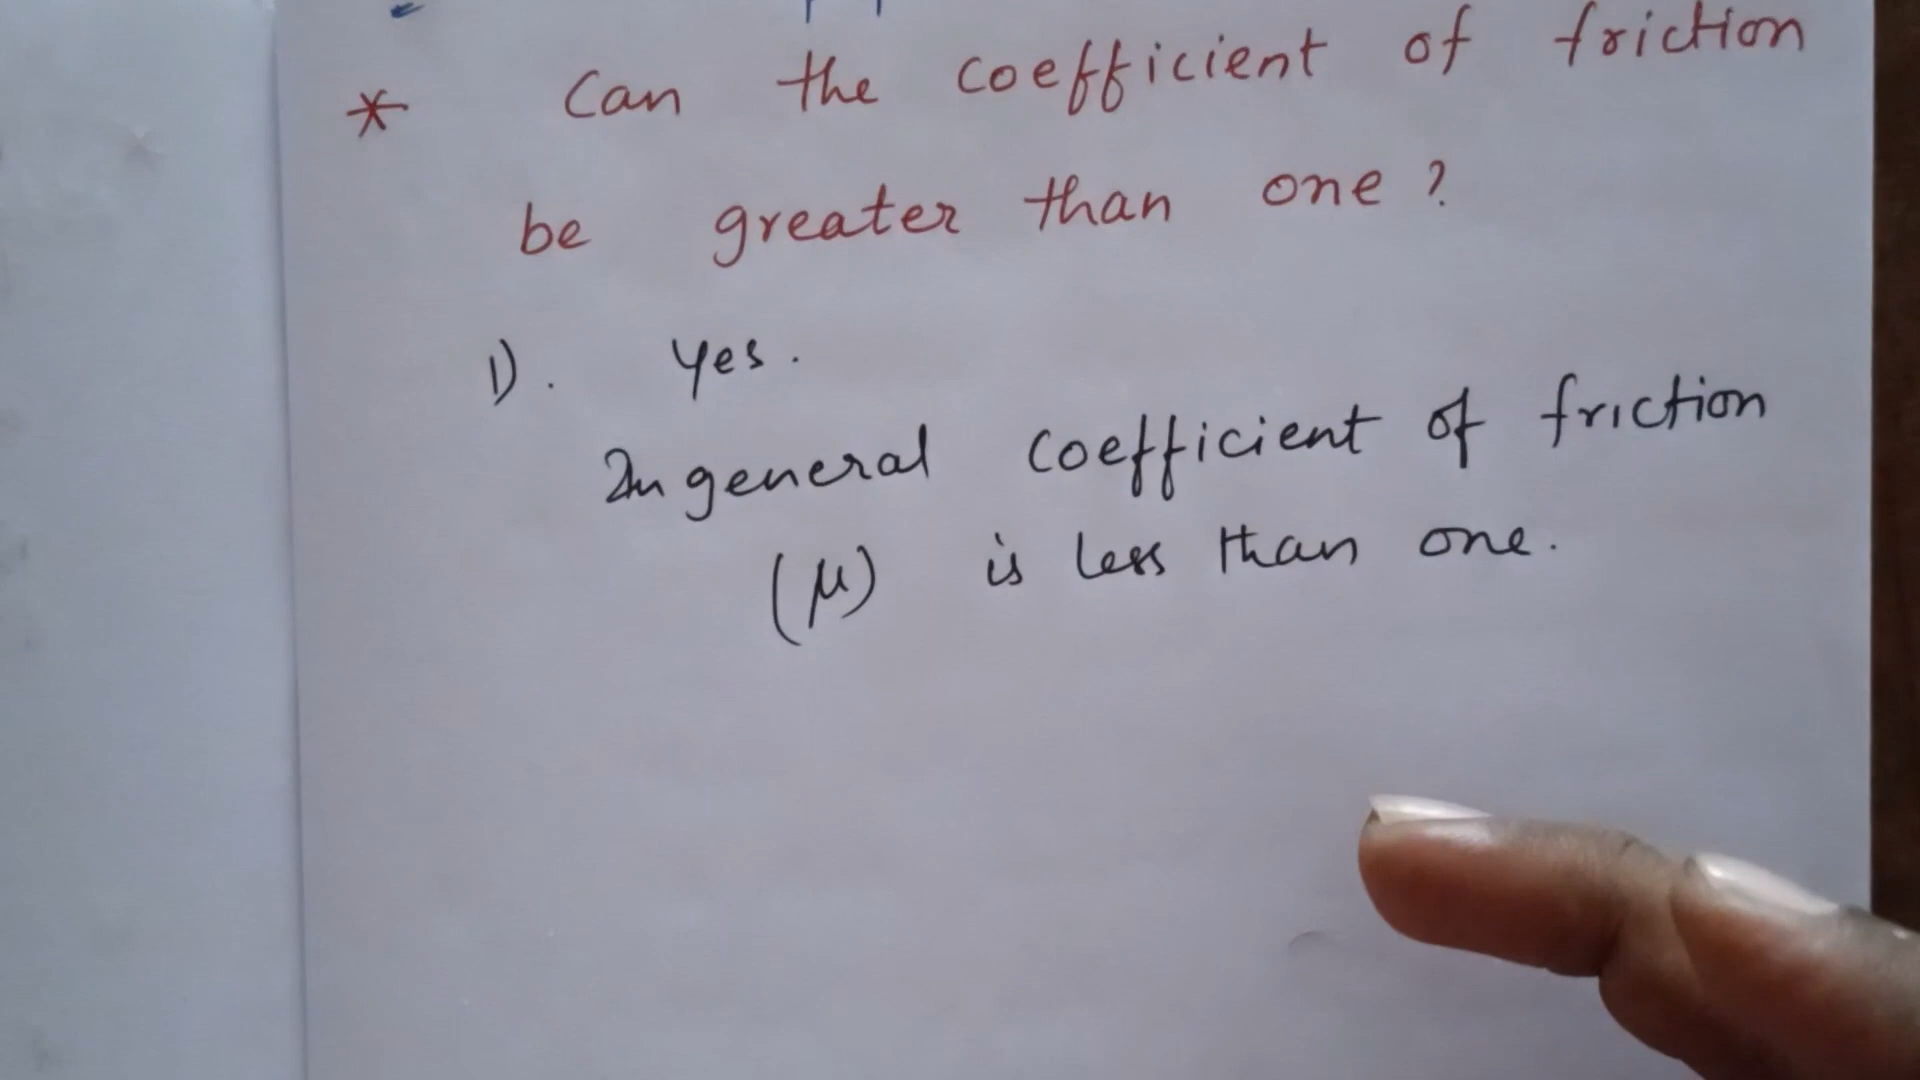 * Can the coefficient of friction
be greater than one?
1). Yes.
In general coefficient of friction
(μ) is less than one.